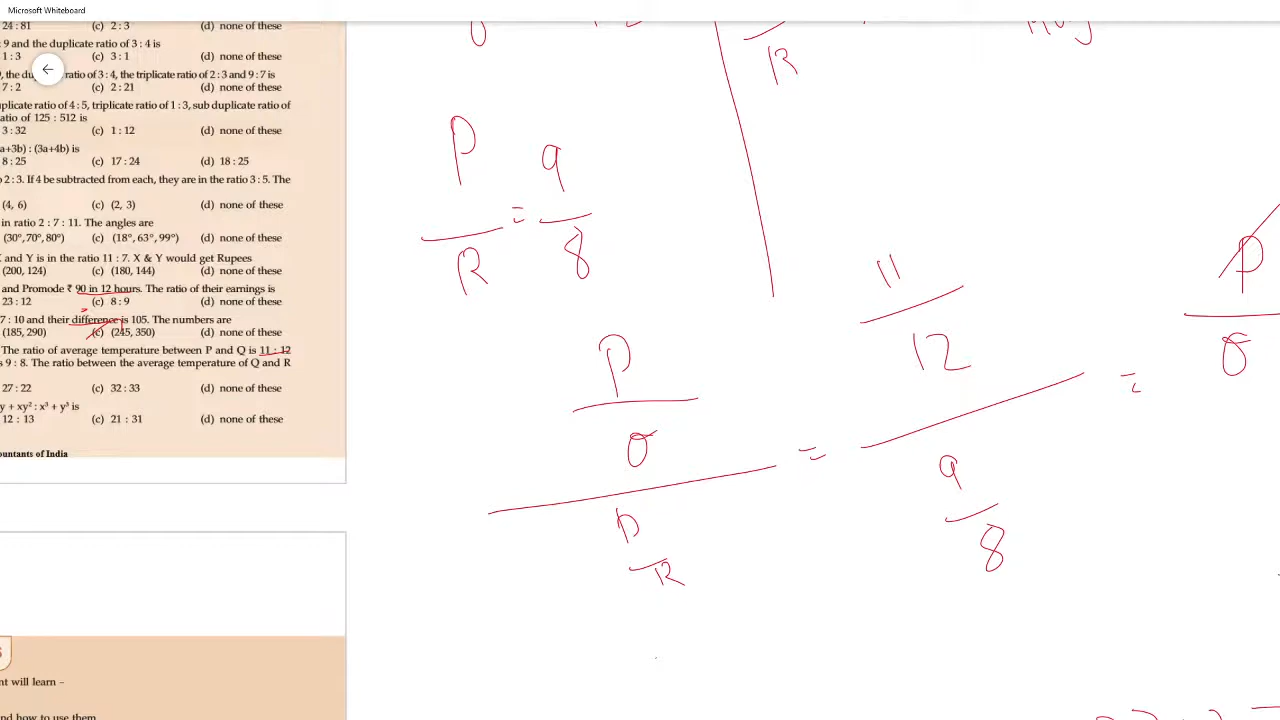 Microsoft Whiteboard
24 : 81 (c) 2 : 3 (d) none of these
: 9 and the duplicate ratio of 3 : 4 is
1 : 3 (c) 3 : 1 (d) none of these
ratio of 3 : 4, the triplicate ratio of 2 : 3 and 9 : 7 is
7 : 2 (c) 2 : 21 (d) none of these
plicate ratio of 4 : 5, triplicate ratio of 1 : 3, sub duplicate ratio of
atio of 125 : 512 is
3 : 32 (c) 1 : 12 (d) none of these
a+3b) : (3a+4b) is
8 : 25 (c) 17 : 24 (d) 18 : 25
2 : 3. If 4 be subtracted from each, they are in the ratio 3 : 5. The
(4, 6) (c) (2, 3) (d) none of these
in ratio 2 : 7 : 11. The angles are
(30°, 70°, 80°) (c) (18°, 63°, 99°) (d) none of these
X and Y is in the ratio 11 : 7. X & Y would get Rupees
(200, 124) (c) (180, 144) (d) none of these
and Promode ₹ 90 in 12 hours. The ratio of their earnings is
23 : 12 (c) 8 : 9 (d) none of these
7 : 10 and their difference is 105. The numbers are
(185, 290) (c) (245, 350) (d) none of these
The ratio of average temperature between P and Q is 11 : 12
s 9 : 8. The ratio between the average temperature of Q and R
27 : 22 (c) 32 : 33 (d) none of these
y + xy² : x³ + y³ is
12 : 13 (c) 21 : 31 (d) none of these
ountants of India
nt will learn –
nd how to use them
R
P
R
=
9
8
P
Q
P
R
=
11
12
9
8
=
P
Q